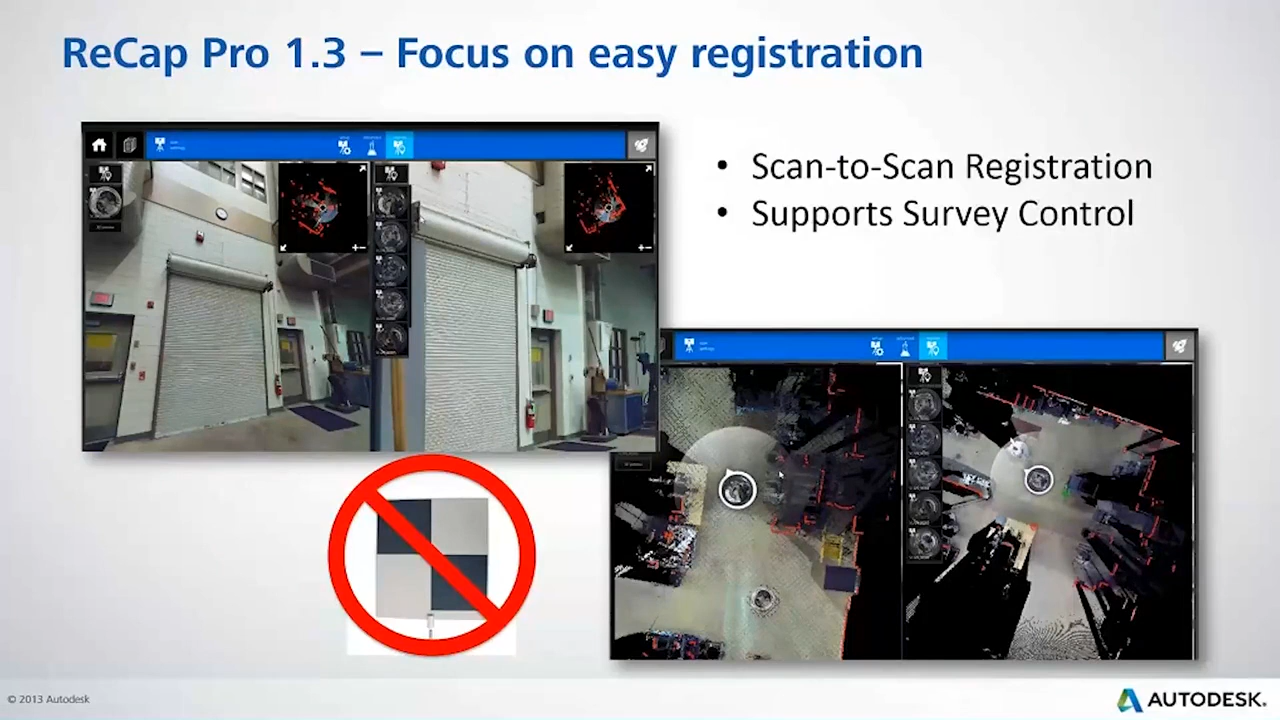 ReCap Pro 1.3 – Focus on easy registration
• Scan-to-Scan Registration
• Supports Survey Control
© 2013 Autodesk
AUTODESK.